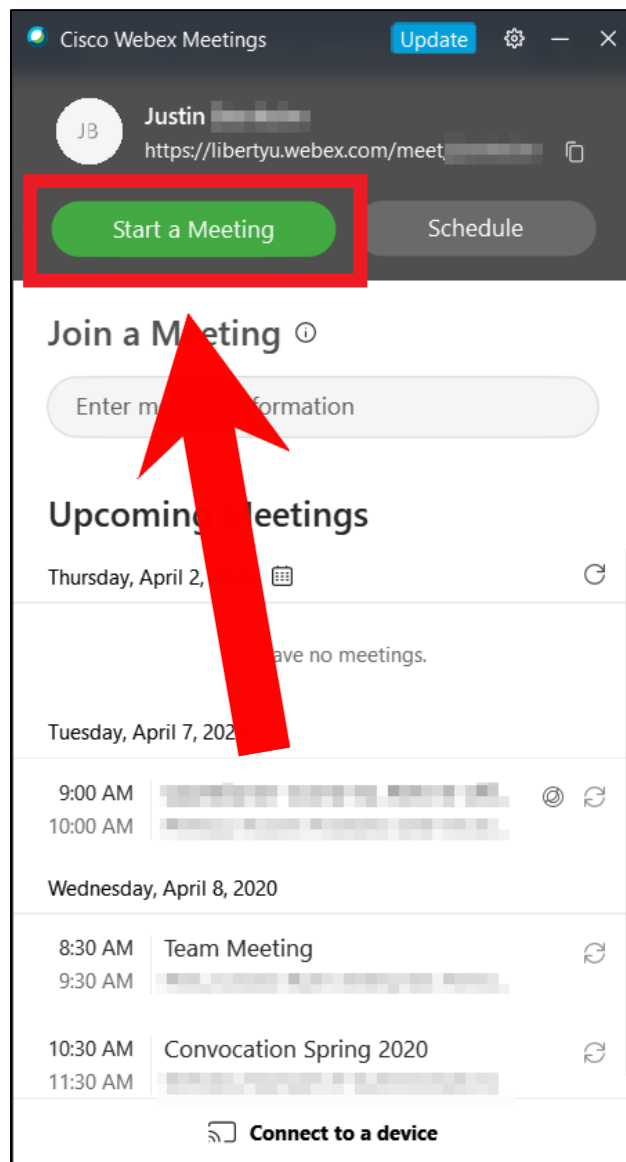 Cisco Webex Meetings Update
JB
Justin
https://libertyu.webex.com/meet
Start a Meeting Schedule
Join a Meeting
Enter formation
Upcoming Meetings
Thursday, April 2,
ave no meetings.
Tuesday, April 7, 202
9:00 AM
10:00 AM
Wednesday, April 8, 2020
8:30 AM Team Meeting
9:30 AM
10:30 AM Convocation Spring 2020
11:30 AM
Connect to a device